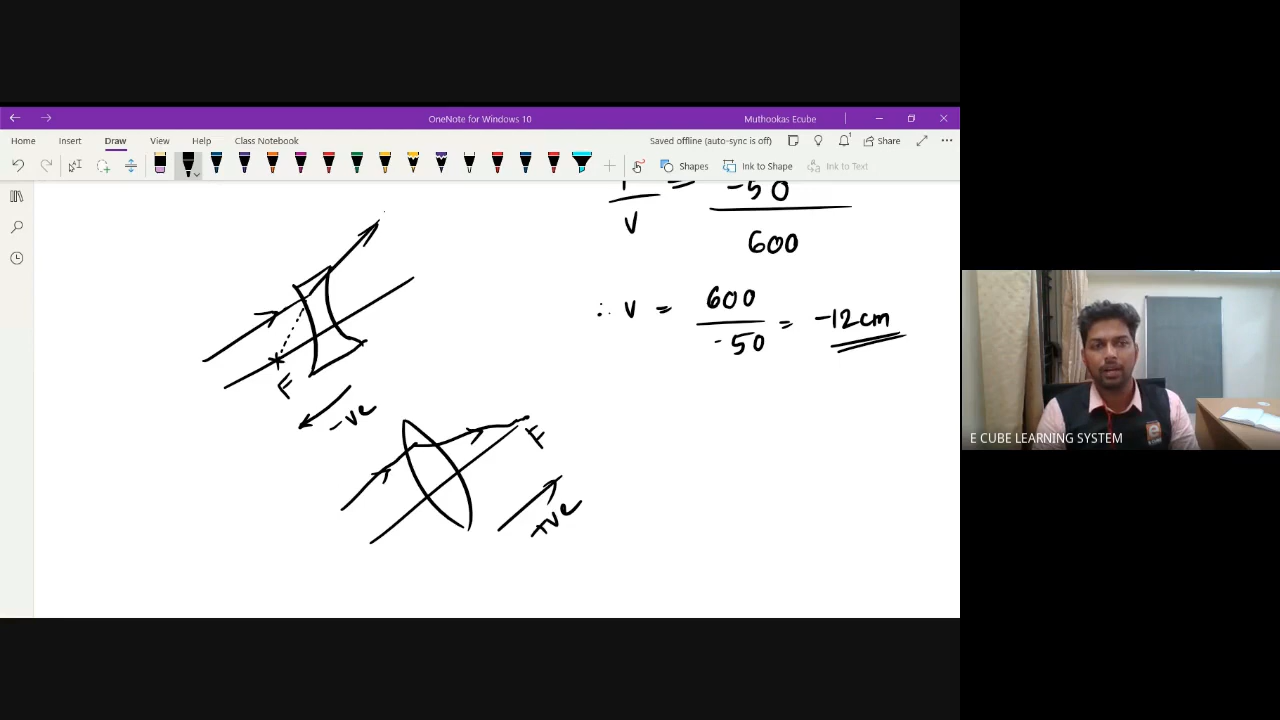 OneNote for Windows 10
Muthookas Ecube
Home Insert Draw View Help Class Notebook
Saved offline (auto-sync is off)
Share
Shapes Ink to Shape Ink to Text
V
-50
600
∴ V = 600 / -50 = -12cm
F
-ve
F
+ve
E CUBE LEARNING SYSTEM